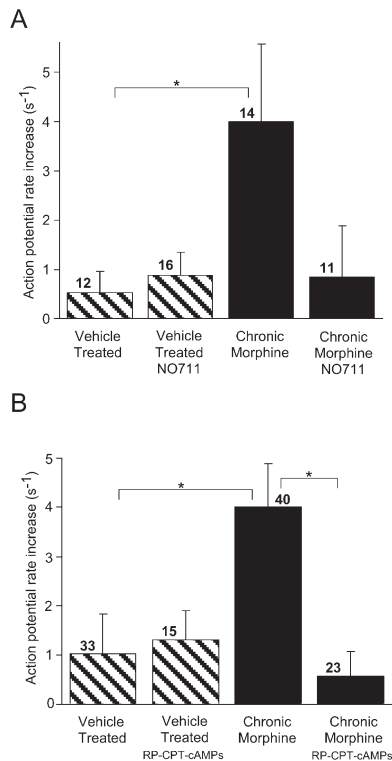 A
Action potential rate increase (s-1)
5
4
3
2
1
0
*
12
16
14
11
Vehicle Treated
Vehicle Treated NO711
Chronic Morphine
Chronic Morphine NO711
B
Action potential rate increase (s-1)
5
4
3
2
1
0
*
*
33
15
40
23
Vehicle Treated
Vehicle Treated RP-CPT-cAMPs
Chronic Morphine
Chronic Morphine RP-CPT-cAMPs